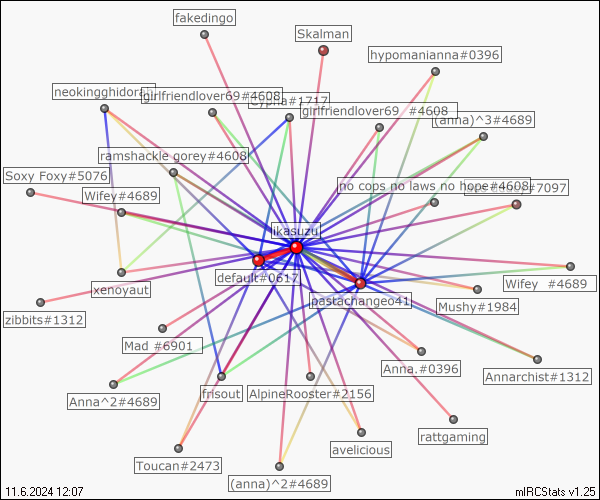 fakedingo
Skalman
hypomanianna#0396
neokingghidorah
girlfriendlover69#4608
girlfriendlover69 #4608
(anna)^3#4689
ramshackle gorey#4608
Soxy Foxy#5076
no cops no laws no hope#4608
Wifey#4689
ikasuzu
default#0617
xenoyaut
pastachangeo41
Wifey #4689
Mushy#1984
zibbits#1312
Mad #6901
Anna.#0396
Annarchist#1312
Anna^2#4689
frisout
AlpineRooster#2156
rattgaming
avelicious
Toucan#2473
(anna)^2#4689
11.6.2024 12:07
mIRCStats v1.25